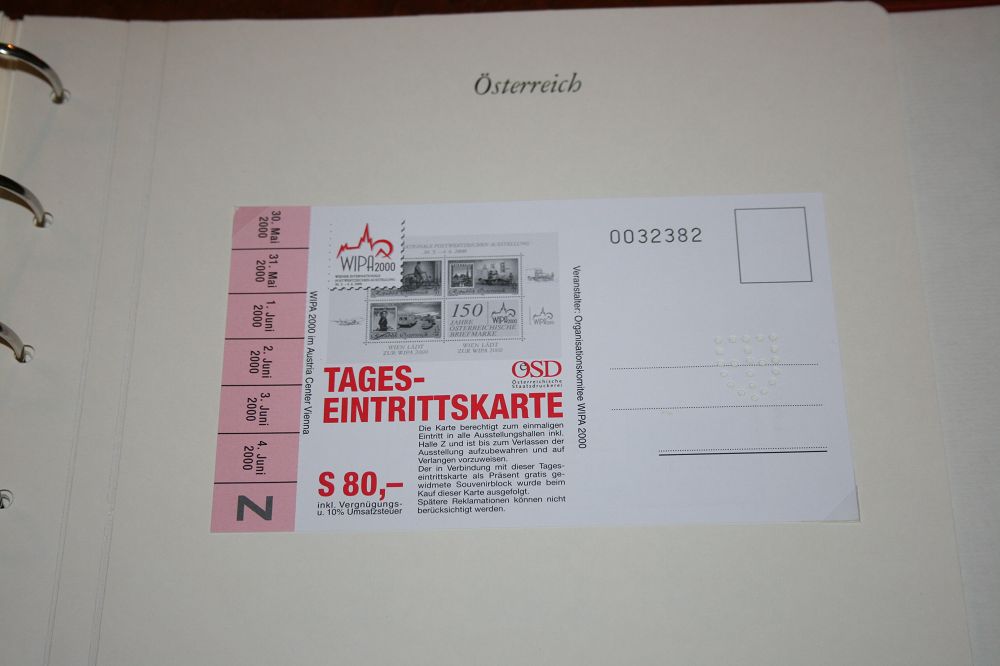 Österreich
30. Mai
2000
31. Mai
2000
1. Juni
2000
2. Juni
2000
3. Juni
2000
4. Juni
2000
Z
WIPA 2000 im Austria Center Vienna
WIPA2000
150
JAHRE
ÖSTERREICHISCHE
BRIEFMARKE
WIPA
WIPA
WIEN LÄDT
ZUR WIPA 2000
WIEN LÄDT
ZUR WIPA 2000
TAGES-
EINTRITTSKARTE
OSD
Österreichische
Staatsdruckerei
Die Karte berechtigt zum einmaligen
Eintritt in alle Ausstellungshallen inkl.
Halle Z und ist bis zum Verlassen der
Ausstellung aufzubewahren und auf
Verlangen vorzuweisen.
Der in Verbindung mit dieser Tages-
eintrittskarte als Präsent gratis ge-
widmete Souvenirblock wurde beim
Kauf dieser Karte ausgefolgt.
Spätere Reklamationen können nicht
berücksichtigt werden.
S 80,–
inkl. Vergnügungs-
u. 10% Umsatzsteuer
Veranstalter: Organisationskomitee WIPA 2000
0032382